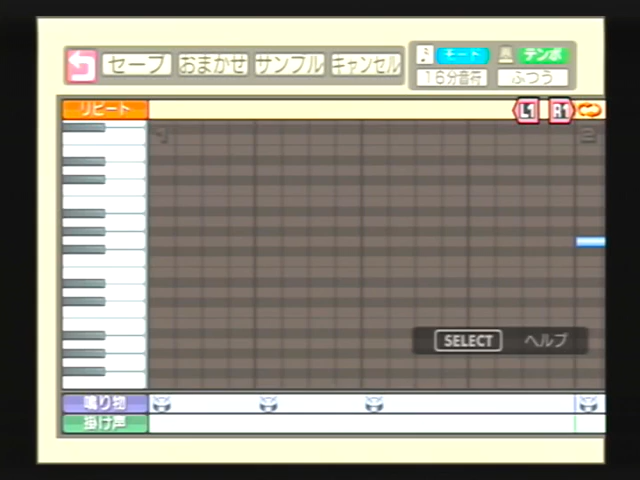 セーブ おまかせ サンプル キャンセル
モード テンポ
16分音符 ふつう
リピート L1 R1
1 2
SELECT ヘルプ
鳴り物
掛け声